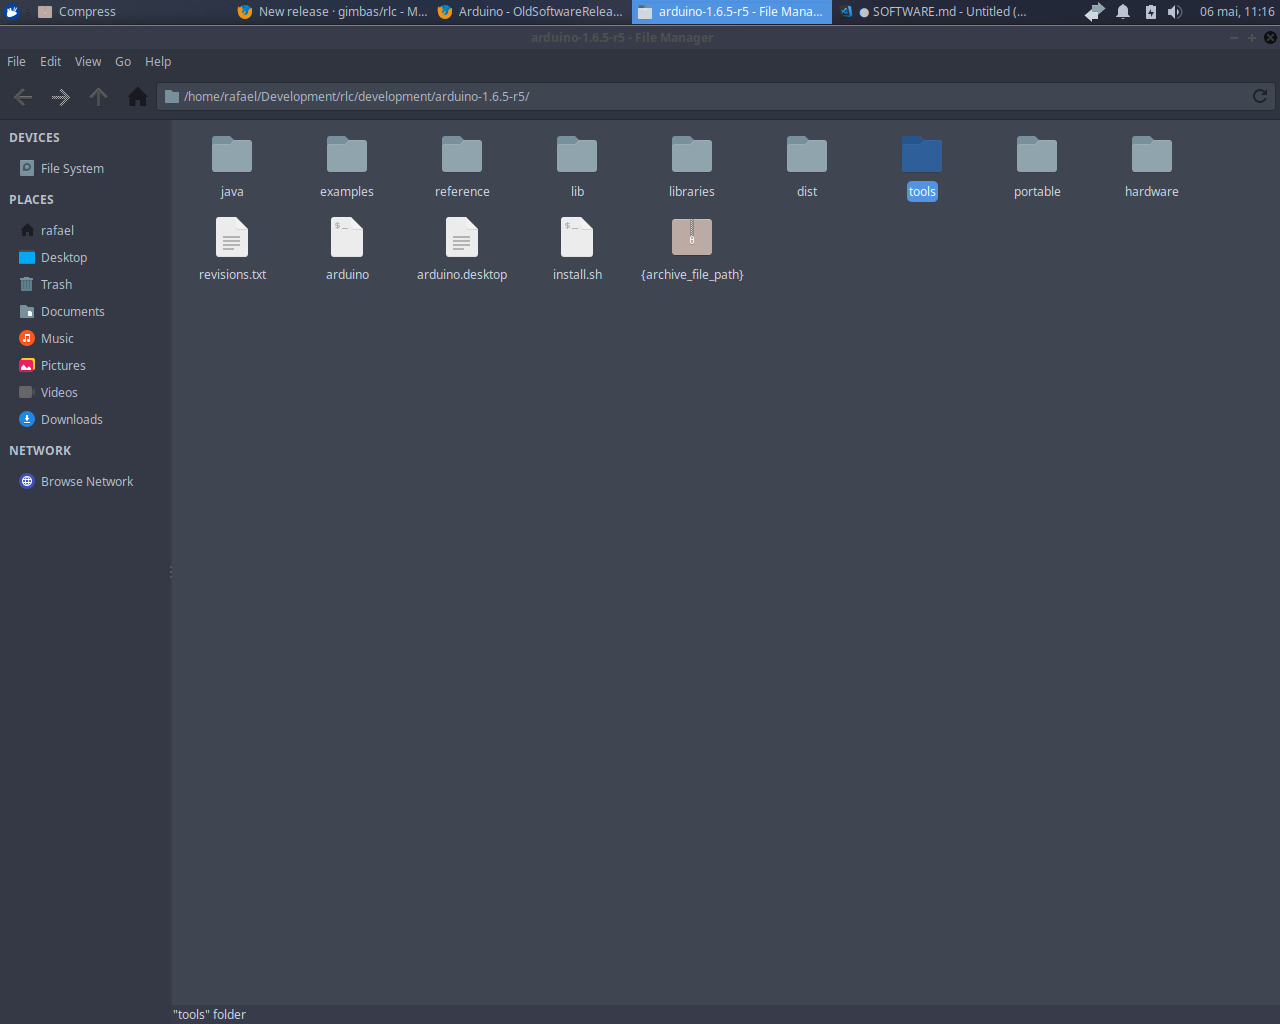 Compress
New release · gimbas/rlc - M...
Arduino - OldSoftwareRelea...
arduino-1.6.5-r5 - File Mana...
● SOFTWARE.md - Untitled (...
06 mai, 11:16
arduino-1.6.5-r5 - File Manager
File Edit View Go Help
/home/rafael/Development/rlc/development/arduino-1.6.5-r5/
DEVICES
File System
PLACES
rafael
Desktop
Trash
Documents
Music
Pictures
Videos
Downloads
NETWORK
Browse Network
java examples reference lib libraries dist tools portable hardware
revisions.txt arduino arduino.desktop install.sh {archive_file_path}
"tools" folder